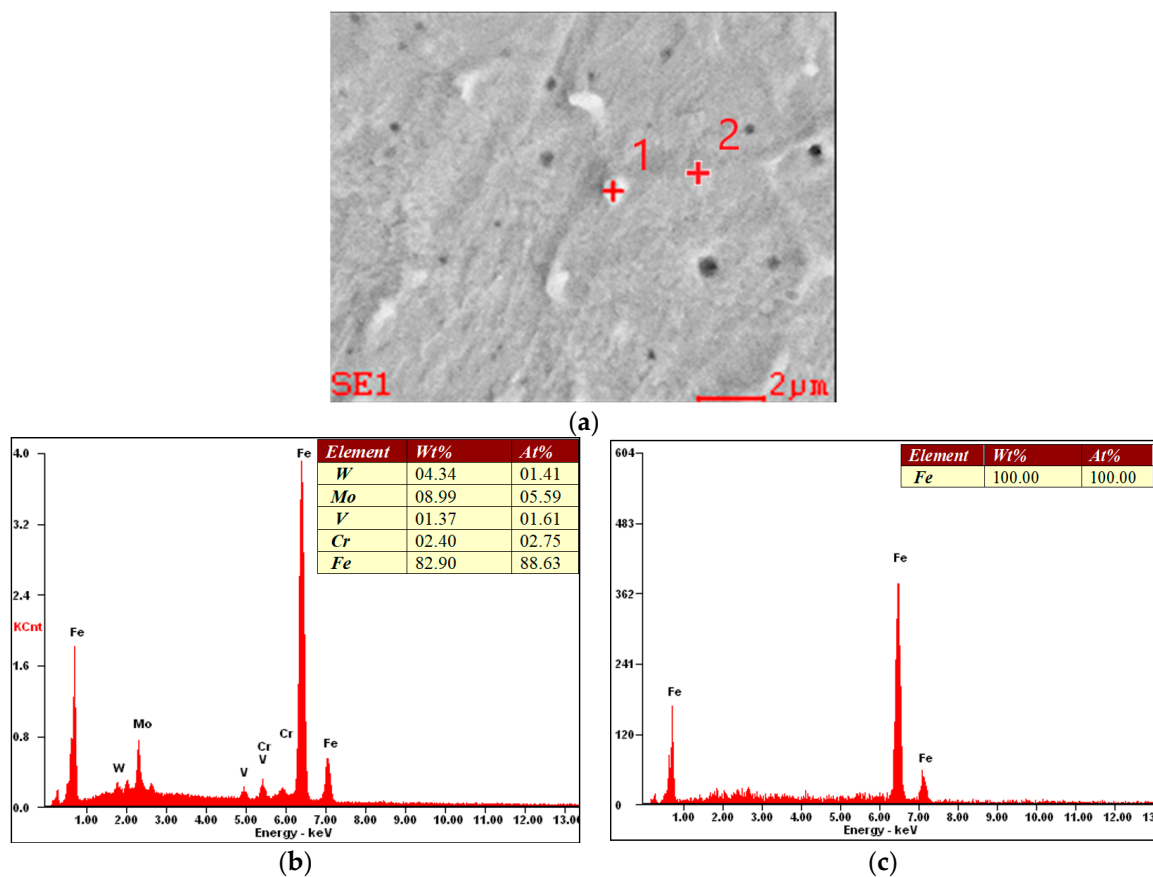 1
2
SE1
2μm
(a)
Element Wt% At%
W 04.34 01.41
Mo 08.99 05.59
V 01.37 01.61
Cr 02.40 02.75
Fe 82.90 88.63
4.0
3.2
2.4
KCnt
1.6
0.8
0.0
Fe
Fe
Mo
W
V
Cr
V
Cr
Fe
1.00 2.00 3.00 4.00 5.00 6.00 7.00 8.00 9.00 10.00 11.00 12.00 13.00
Energy - keV
(b)
Element Wt% At%
Fe 100.00 100.00
604
483
362
241
120
0
Fe
Fe
Fe
1.00 2.00 3.00 4.00 5.00 6.00 7.00 8.00 9.00 10.00 11.00 12.00
Energy - keV
(c)